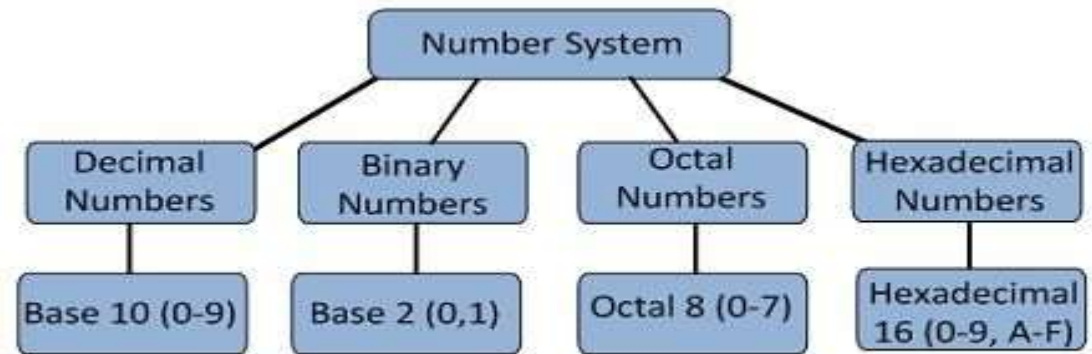 Number System
Decimal
Numbers
Binary
Numbers
Octal
Numbers
Hexadecimal
Numbers
Base 10 (0-9)
Base 2 (0,1)
Octal 8 (0-7)
Hexadecimal
16 (0-9, A-F)